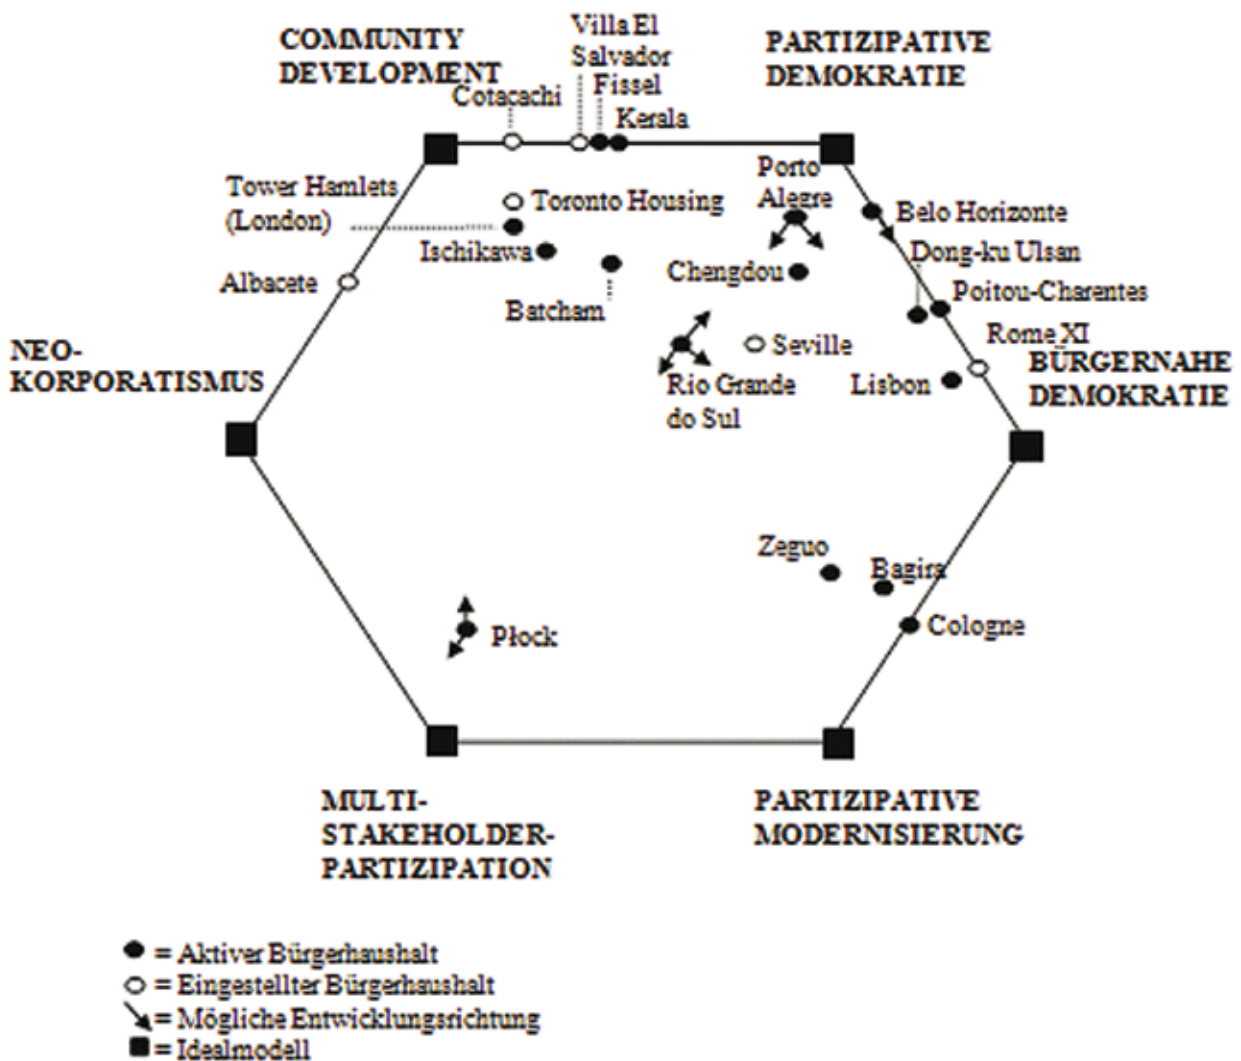 COMMUNITY
DEVELOPMENT
Villa El
Salvador
PARTIZIPATIVE
DEMOKRATIE
Cotacachi
Fissel
Kerala
Porto
Alegre
Tower Hamlets
(London)
Toronto Housing
Belo Horizonte
Ischikawa
Dong-ku Ulsan
Chengdou
Albacete
Batcham
Poitou-Charentes
Rome XI
NEO-
KORPORATISMUS
Seville
BÜRGERNAHE
DEMOKRATIE
Rio Grande
do Sul
Lisbon
Zeguo
Bagira
Cologne
Płock
MULTI-
STAKEHOLDER-
PARTIZIPATION
PARTIZIPATIVE
MODERNISIERUNG
= Aktiver Bürgerhaushalt
= Eingestellter Bürgerhaushalt
= Mögliche Entwicklungsrichtung
= Idealmodell